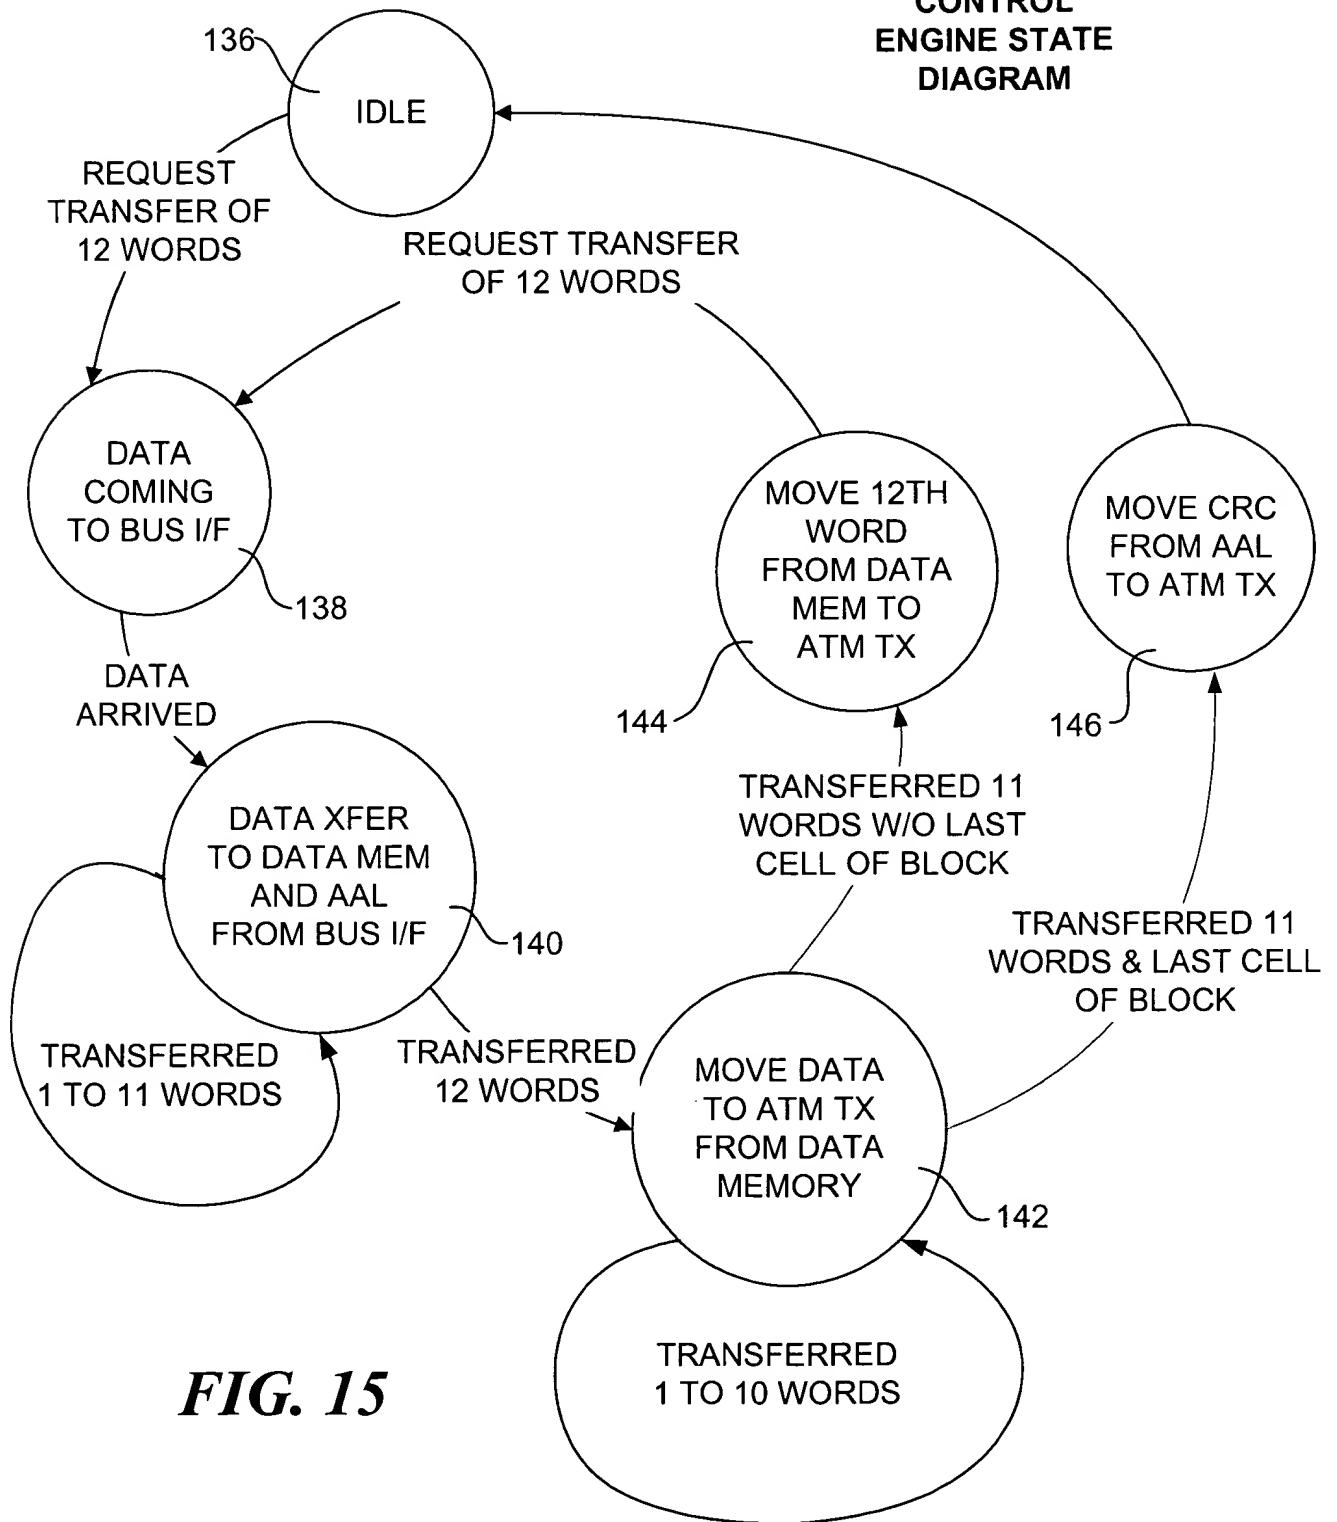 CONTROL
ENGINE STATE
DIAGRAM
136
IDLE
REQUEST
TRANSFER OF
12 WORDS
REQUEST TRANSFER
OF 12 WORDS
DATA
COMING
TO BUS I/F
138
MOVE 12TH
WORD
FROM DATA
MEM TO
ATM TX
144
MOVE CRC
FROM AAL
TO ATM TX
146
DATA
ARRIVED
DATA XFER
TO DATA MEM
AND AAL
FROM BUS I/F
140
TRANSFERRED 11
WORDS W/O LAST
CELL OF BLOCK
TRANSFERRED 11
WORDS & LAST CELL
OF BLOCK
TRANSFERRED
1 TO 11 WORDS
TRANSFERRED
12 WORDS
MOVE DATA
TO ATM TX
FROM DATA
MEMORY
142
TRANSFERRED
1 TO 10 WORDS
FIG. 15